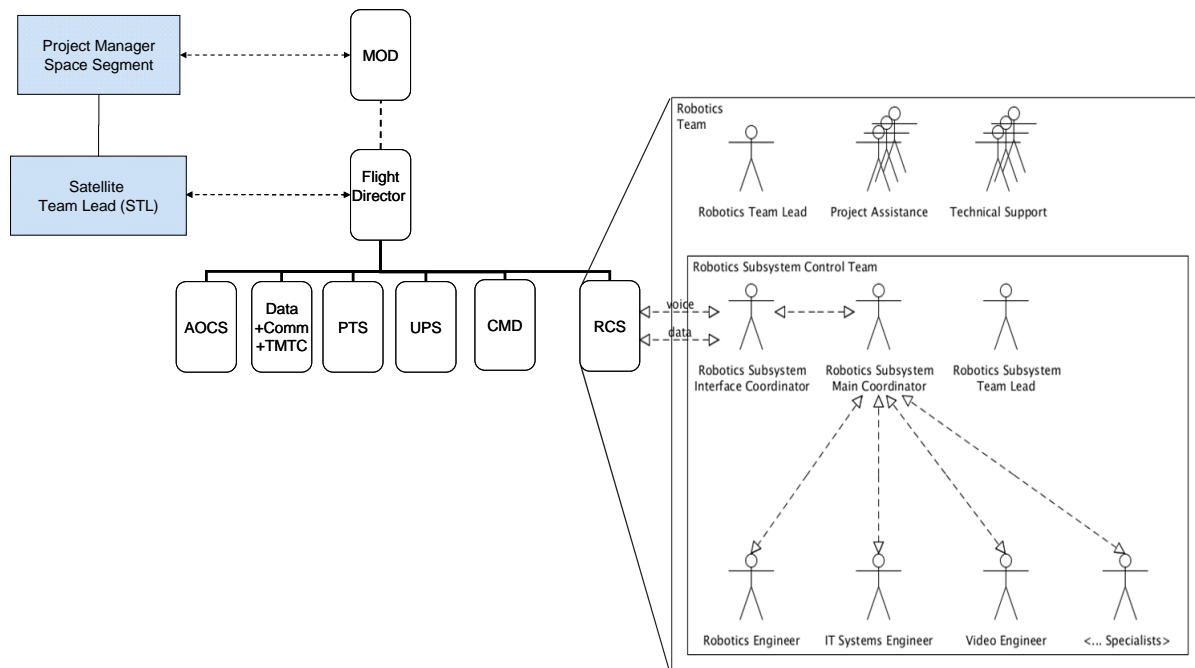 Project Manager
Space Segment
MOD
Satellite
Team Lead (STL)
Flight
Director
AOCS
Data
+Comm
+TMTC
PTS
UPS
CMD
RCS
voice
data
Robotics
Team
Robotics Team Lead
Project Assistance
Technical Support
Robotics Subsystem Control Team
Robotics Subsystem
Interface Coordinator
Robotics Subsystem
Main Coordinator
Robotics Subsystem
Team Lead
Robotics Engineer
IT Systems Engineer
Video Engineer
<... Specialists>